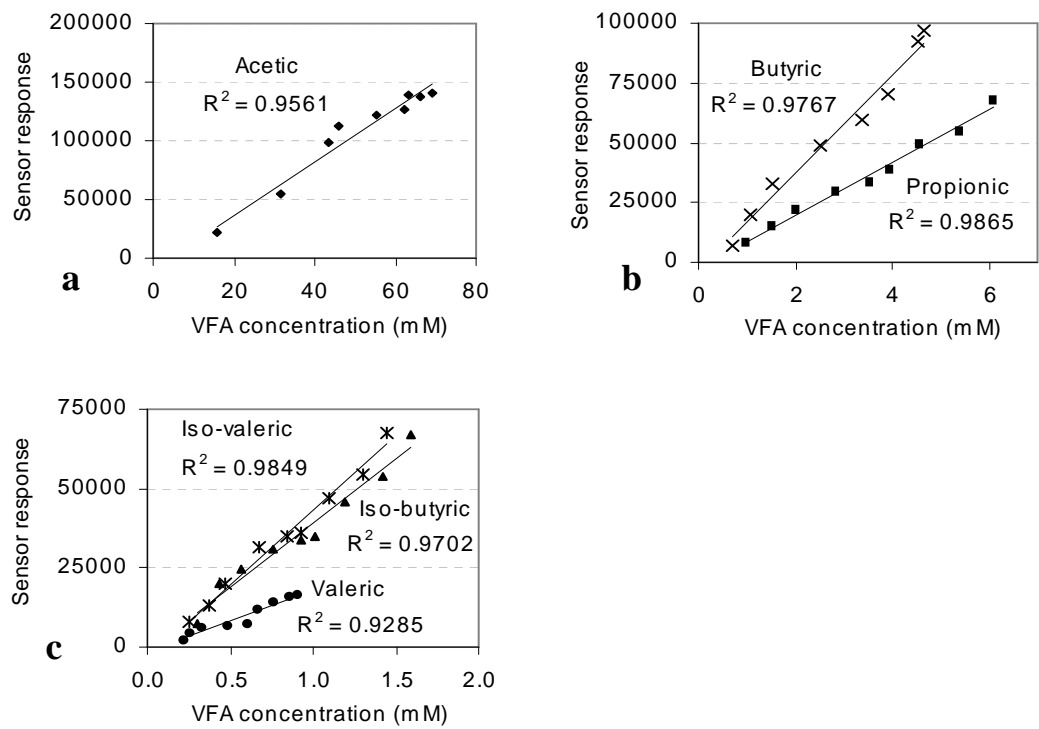 200000
150000
100000
50000
0
Sensor response
Acetic
R² = 0.9561
0 20 40 60 80
VFA concentration (mM)
a
100000
75000
50000
25000
0
Sensor response
Butyric
R² = 0.9767
Propionic
R² = 0.9865
0 2 4 6
VFA concentration (mM)
b
75000
50000
25000
0
Sensor response
Iso-valeric
R² = 0.9849
Iso-butyric
R² = 0.9702
Valeric
R² = 0.9285
0.0 0.5 1.0 1.5 2.0
VFA concentration (mM)
c